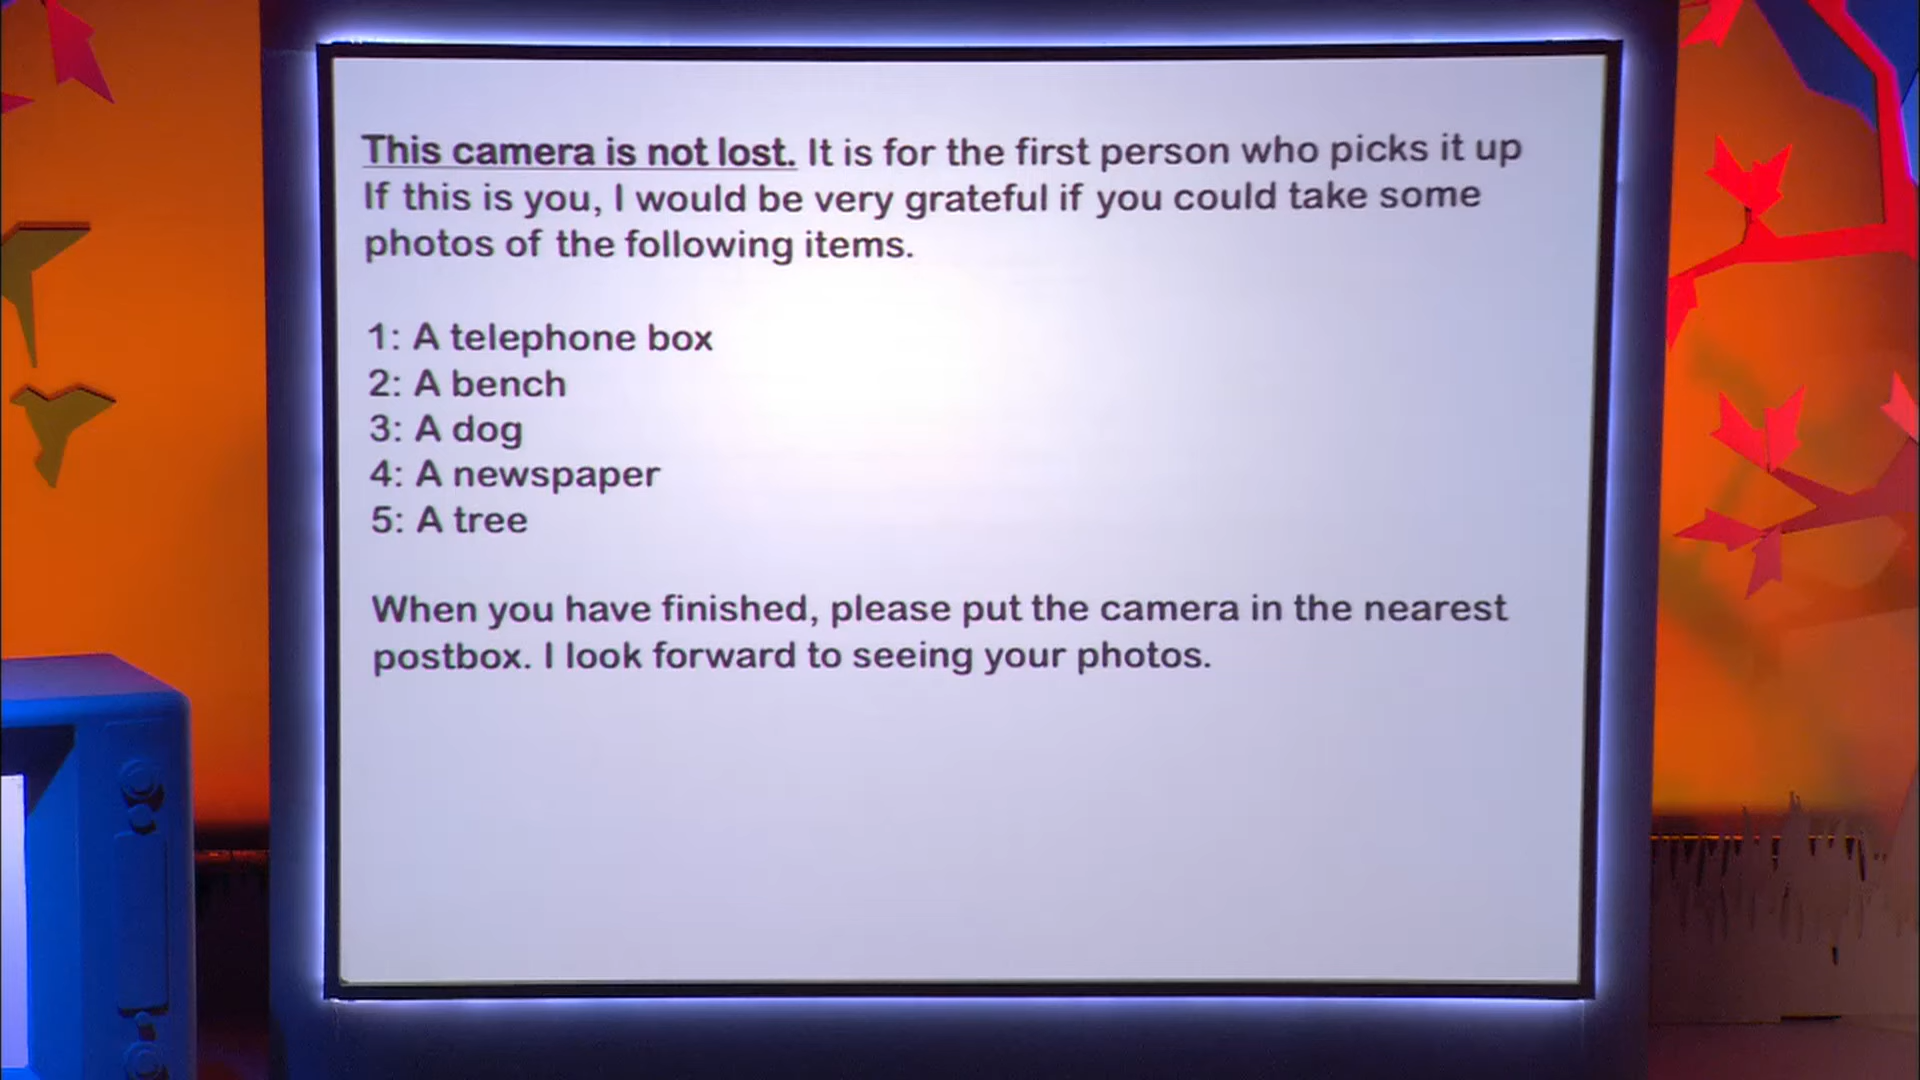 This camera is not lost. It is for the first person who picks it up
If this is you, I would be very grateful if you could take some
photos of the following items.
1: A telephone box
2: A bench
3: A dog
4: A newspaper
5: A tree
When you have finished, please put the camera in the nearest
postbox. I look forward to seeing your photos.